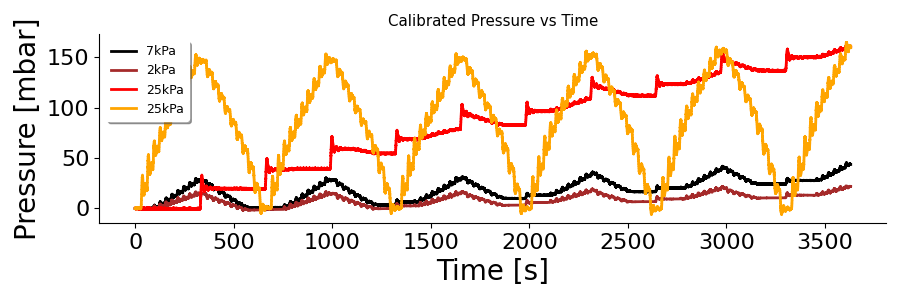 Calibrated Pressure vs Time
Pressure [mbar]
150
100
50
0
7kPa
2kPa
25kPa
25kPa
0 500 1000 1500 2000 2500 3000 3500
Time [s]